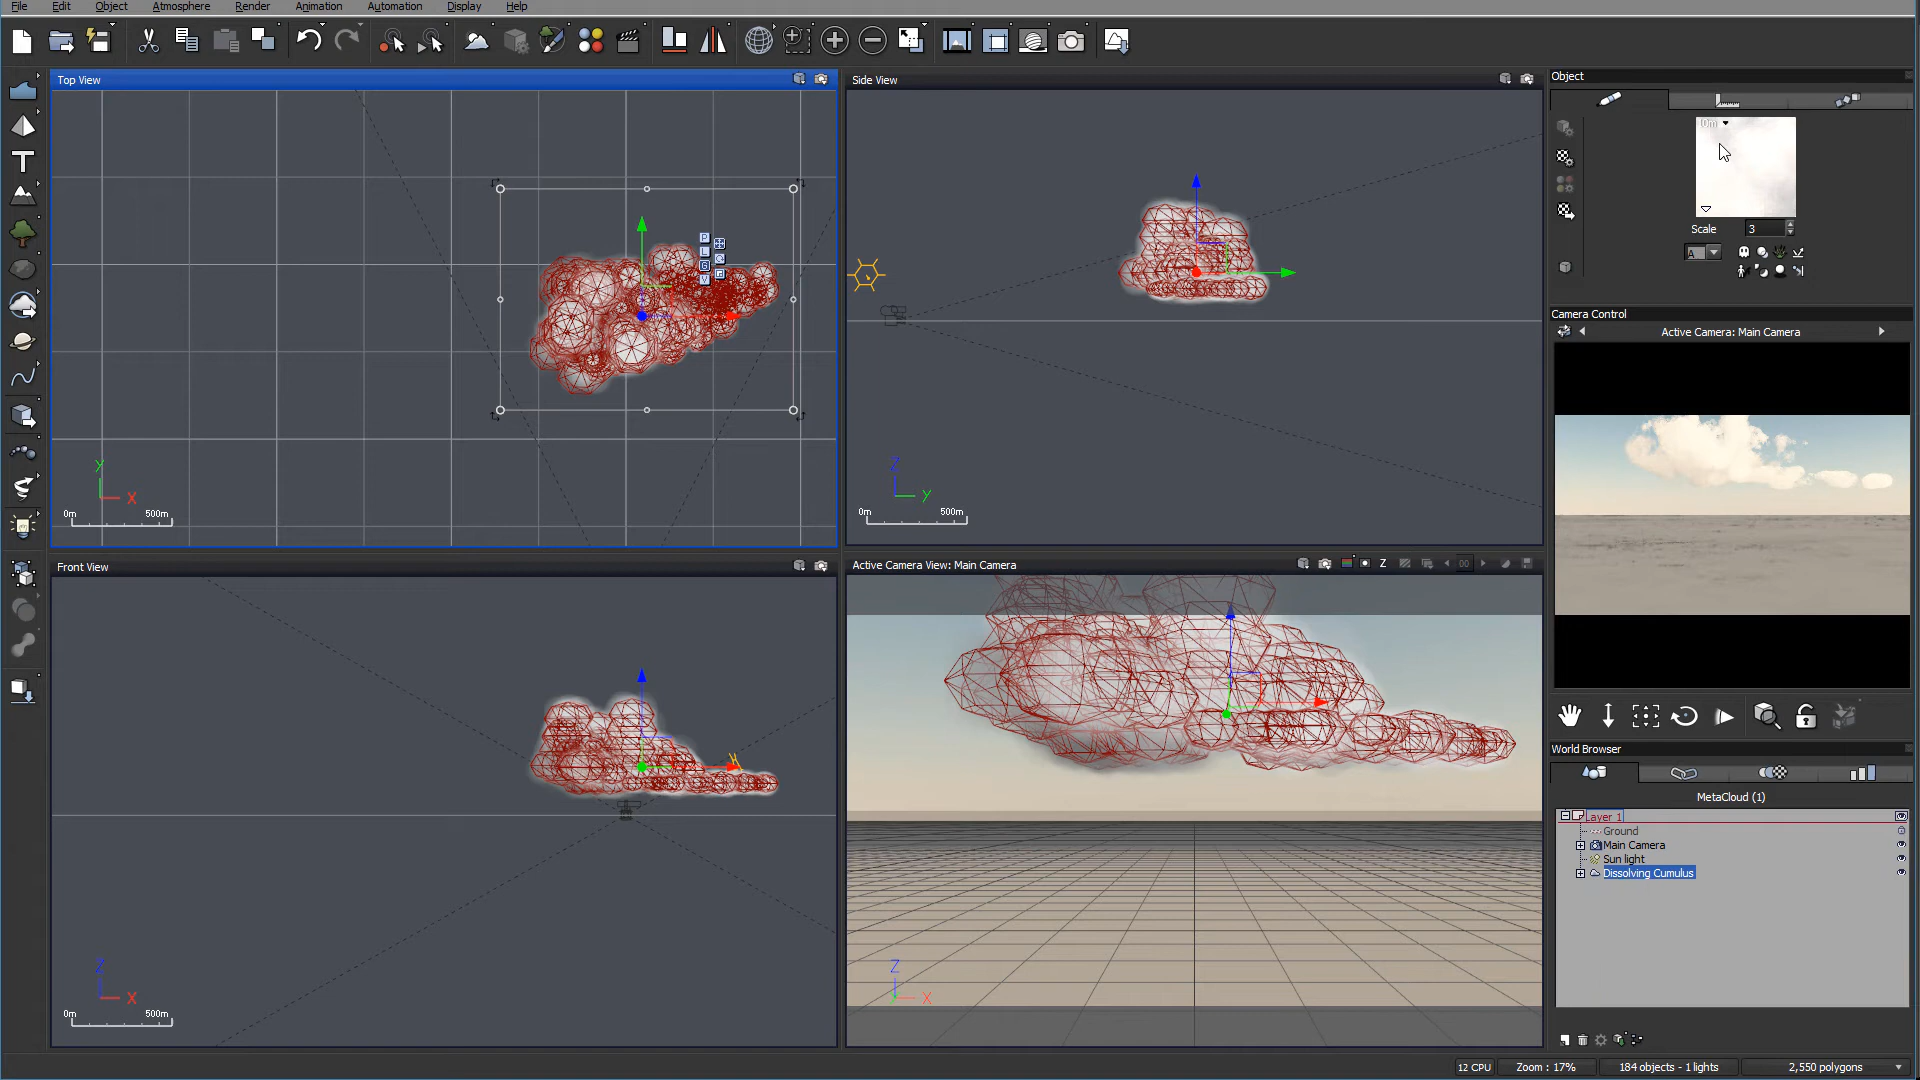 File Edit Object Atmosphere Render Animation Automation Display Help
Top View
Side View
Object
0m
Scale 3
A
Camera Control
Active Camera: Main Camera
P
L
G
V
Y
X
0m 500m
Z
Y
0m 500m
Front View
Active Camera View: Main Camera
Z 00
World Browser
MetaCloud (1)
Layer 1
Ground
Main Camera
Sun light
Dissolving Cumulus
Z
X
0m 500m
Z
X
12 CPU Zoom : 17% 184 objects - 1 lights 2,550 polygons